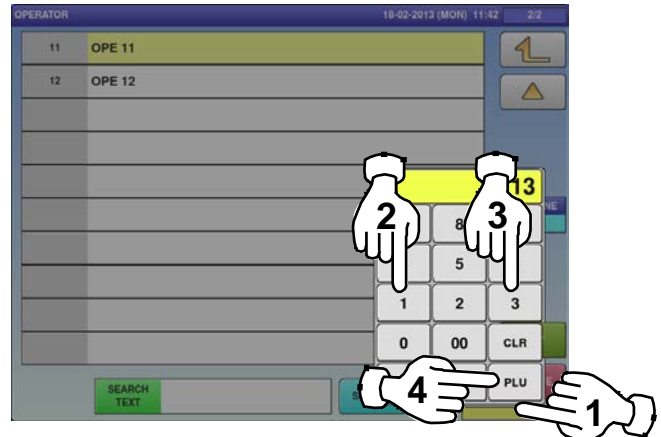 OPERATOR 18-02-2013 (MON) 11:42 2/2
11 OPE 11
12 OPE 12
13
2 3
8
NE
5
1 2 3
0 00 CLR
4 PLU
SEARCH
TEXT
1